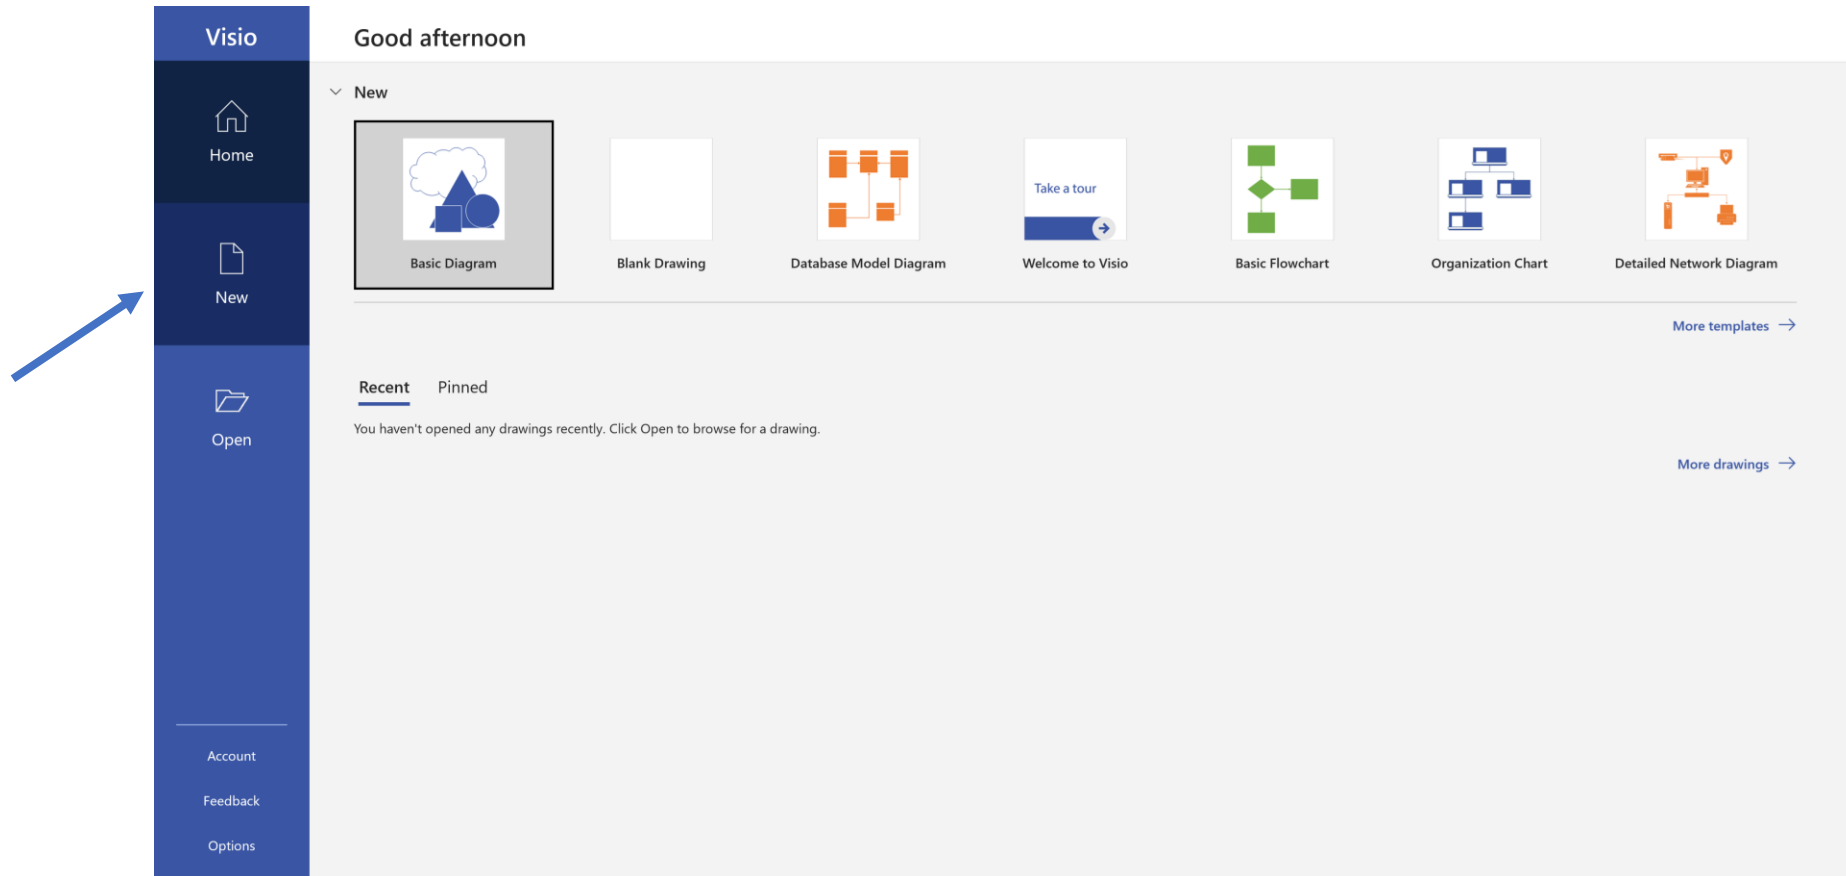 Visio
Good afternoon
Home
New
Open
Account
Feedback
Options
New
Take a tour
Basic Diagram
Blank Drawing
Database Model Diagram
Welcome to Visio
Basic Flowchart
Organization Chart
Detailed Network Diagram
More templates
Recent
Pinned
You haven't opened any drawings recently. Click Open to browse for a drawing.
More drawings